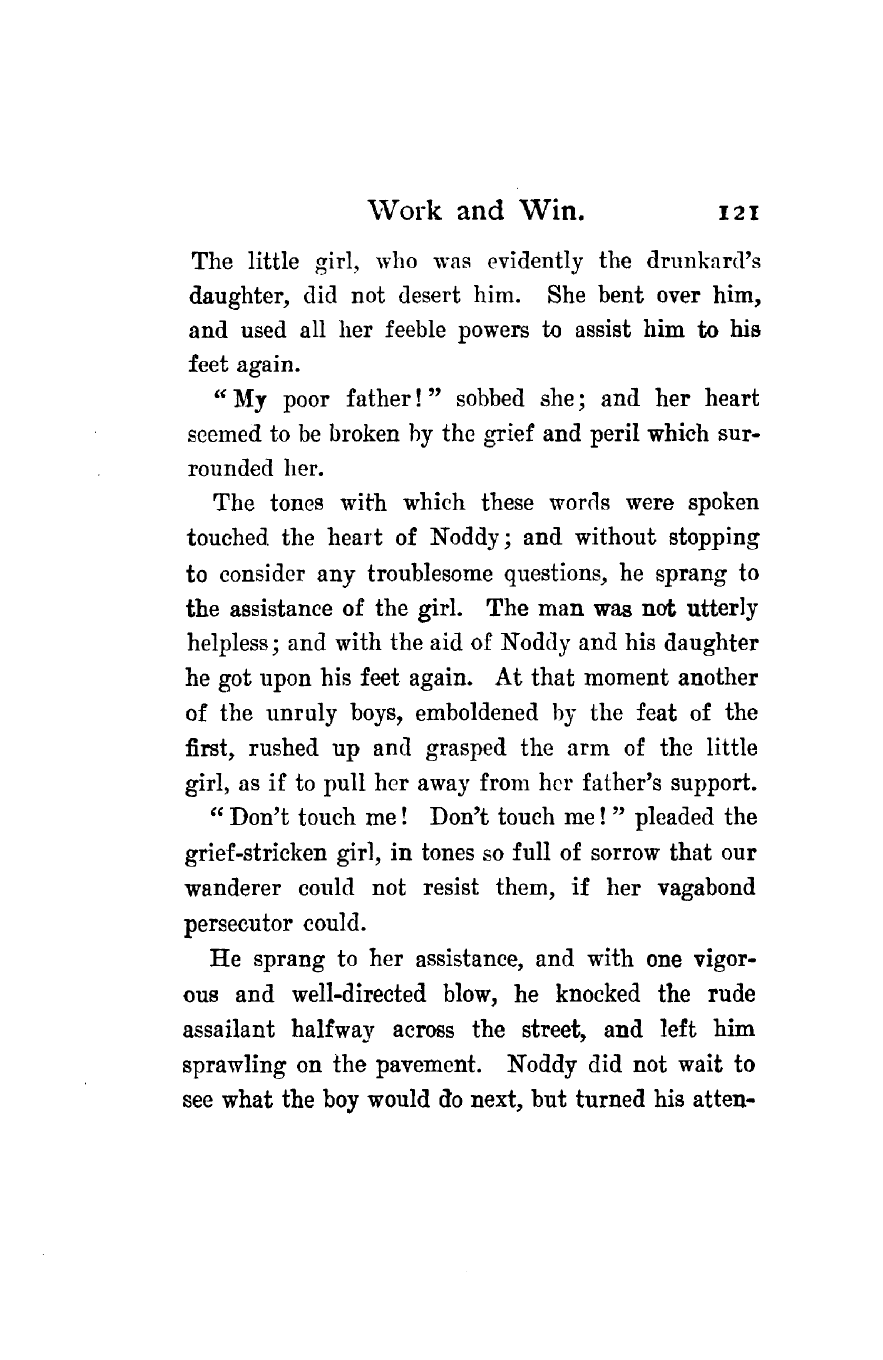 Work and Win. 121
The little girl, who was evidently the drunkard's
daughter, did not desert him. She bent over him,
and used all her feeble powers to assist him to his
feet again.
“ My poor father! ” sobbed she; and her heart
seemed to be broken by the grief and peril which sur-
rounded her.
The tones with which these words were spoken
touched the heart of Noddy; and without stopping
to consider any troublesome questions, he sprang to
the assistance of the girl. The man was not utterly
helpless; and with the aid of Noddy and his daughter
he got upon his feet again. At that moment another
of the unruly boys, emboldened by the feat of the
first, rushed up and grasped the arm of the little
girl, as if to pull her away from her father's support.
“ Don't touch me! Don't touch me! ” pleaded the
grief-stricken girl, in tones so full of sorrow that our
wanderer could not resist them, if her vagabond
persecutor could.
He sprang to her assistance, and with one vigor-
ous and well-directed blow, he knocked the rude
assailant halfway across the street, and left him
sprawling on the pavement. Noddy did not wait to
see what the boy would do next, but turned his atten-